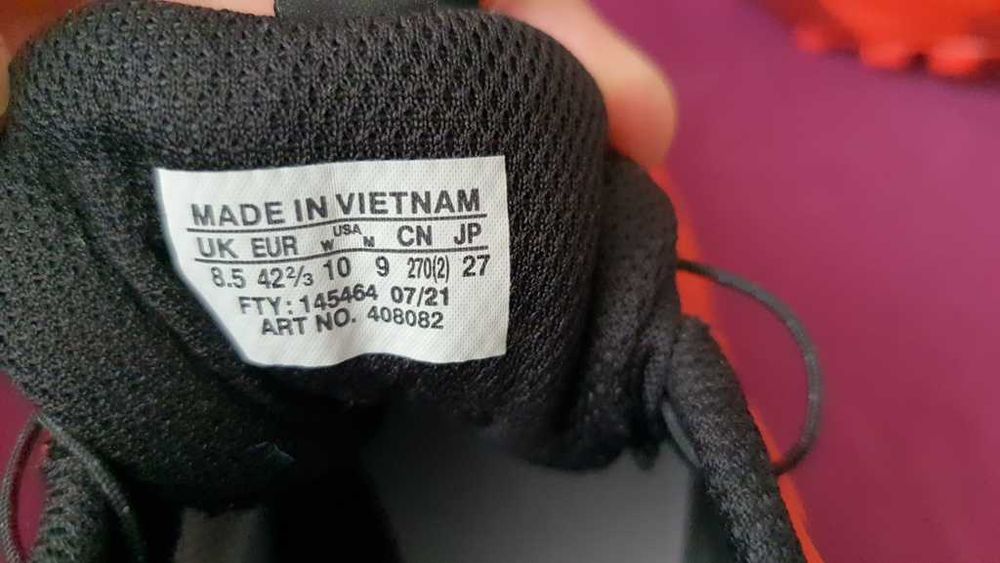 MADE IN VIETNAM
UK EUR W USA M CN JP
8.5 42⅔ 10 9 270(2) 27
FTY: 145464 07/21
ART NO. 408082